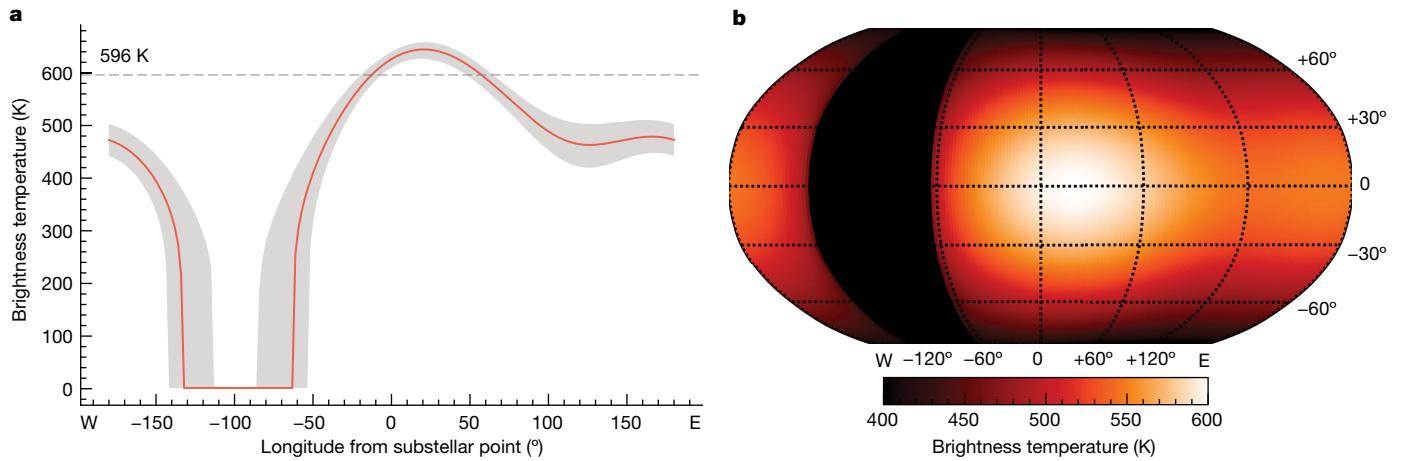 a
596 K
600
500
400
300
200
100
0
Brightness temperature (K)
W −150 −100 −50 0 50 100 150 E
Longitude from substellar point (º)
b
+60º
+30º
0
−30º
−60º
W −120º −60º 0 +60º +120º E
400 450 500 550 600
Brightness temperature (K)